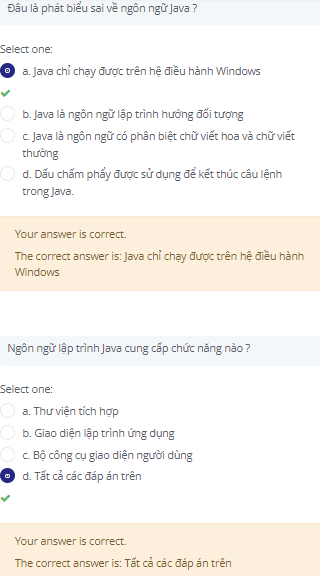 Đâu là phát biểu sai về ngôn ngữ Java ?
Select one:
a. Java chỉ chạy được trên hệ điều hành Windows
b. Java là ngôn ngữ lập trình hướng đối tượng
c. Java là ngôn ngữ có phân biệt chữ viết hoa và chữ viết
thường
d. Dấu chấm phẩy được sử dụng để kết thúc câu lệnh
trong Java.
Your answer is correct.
The correct answer is: Java chỉ chạy được trên hệ điều hành
Windows
Ngôn ngữ lập trình Java cung cấp chức năng nào ?
Select one:
a. Thư viện tích hợp
b. Giao diện lập trình ứng dụng
c. Bộ công cụ giao diện người dùng
d. Tất cả các đáp án trên
Your answer is correct.
The correct answer is: Tất cả các đáp án trên